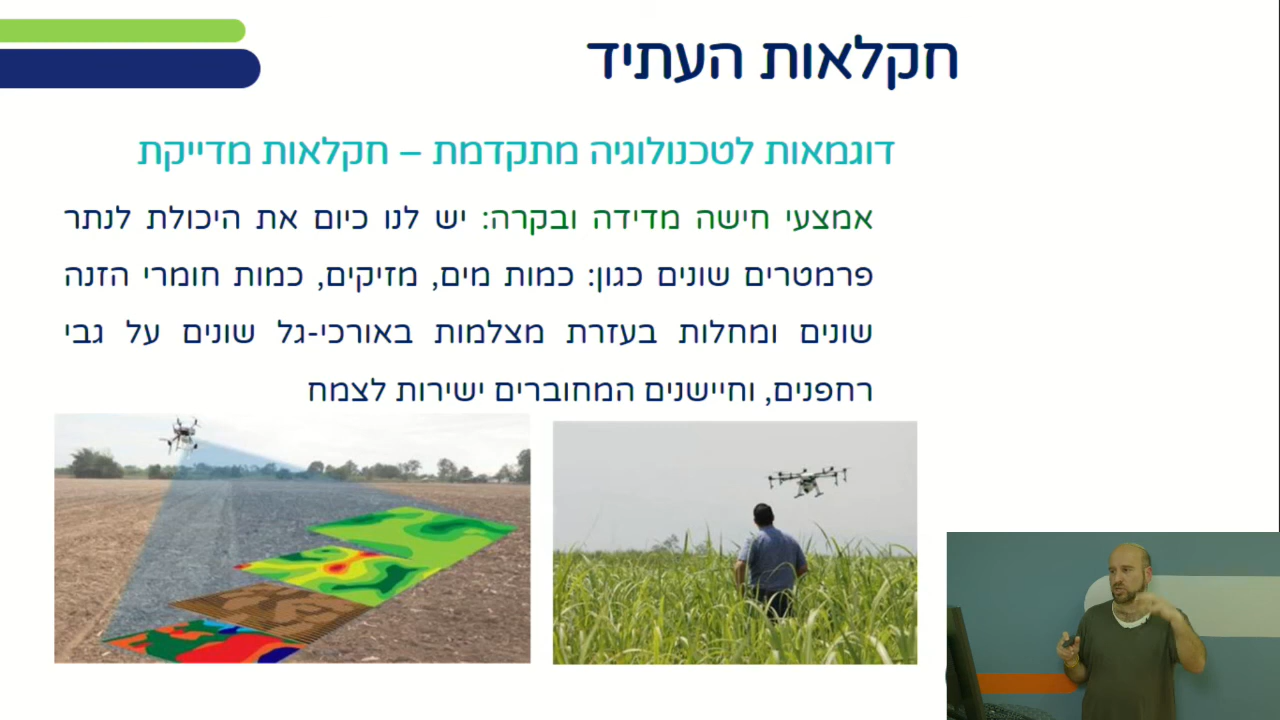 חקלאות העתיד
דוגמאות לטכנולוגיה מתקדמת – חקלאות מדייקת
אמצעי חישה מדידה ובקרה: יש לנו כיום את היכולת לנתר
פרמטרים שונים כגון: כמות מים, מזיקים, כמות חומרי הזנה
שונים ומחלות בעזרת מצלמות באורכי-גל שונים על גבי
רחפנים, וחיישנים המחוברים ישירות לצמח